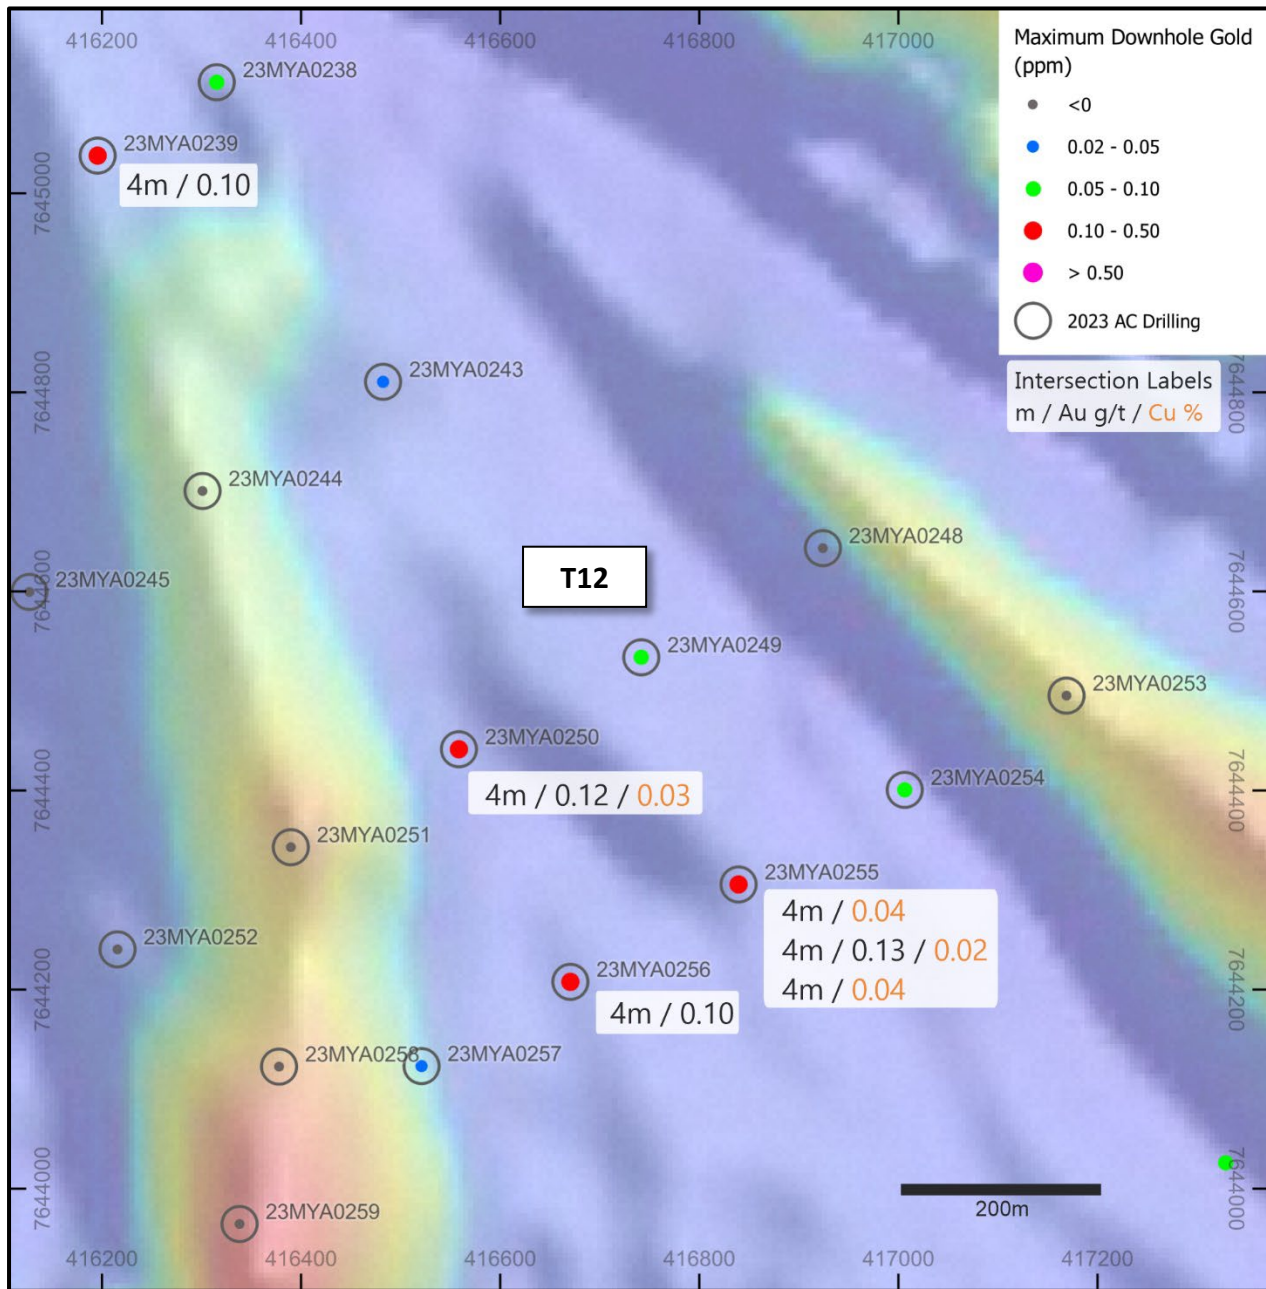 416200
416400
416600
416800
417000
Maximum Downhole Gold
(ppm)
<0
0.02 - 0.05
0.05 - 0.10
0.10 - 0.50
> 0.50
2023 AC Drilling
Intersection Labels
m / Au g/t / Cu %
23MYA0238
23MYA0239
4m / 0.10
7645000
7644800
7644800
23MYA0243
23MYA0244
23MYA0248
T12
7644600
23MYA0245
7644600
23MYA0249
23MYA0253
23MYA0250
4m / 0.12 / 0.03
7644400
23MYA0254
7644400
23MYA0251
23MYA0255
4m / 0.04
4m / 0.13 / 0.02
4m / 0.04
23MYA0252
23MYA0256
4m / 0.10
7644200
7644200
23MYA0258
23MYA0257
7644000
7644000
200m
23MYA0259
416200
416400
416600
416800
417000
417200